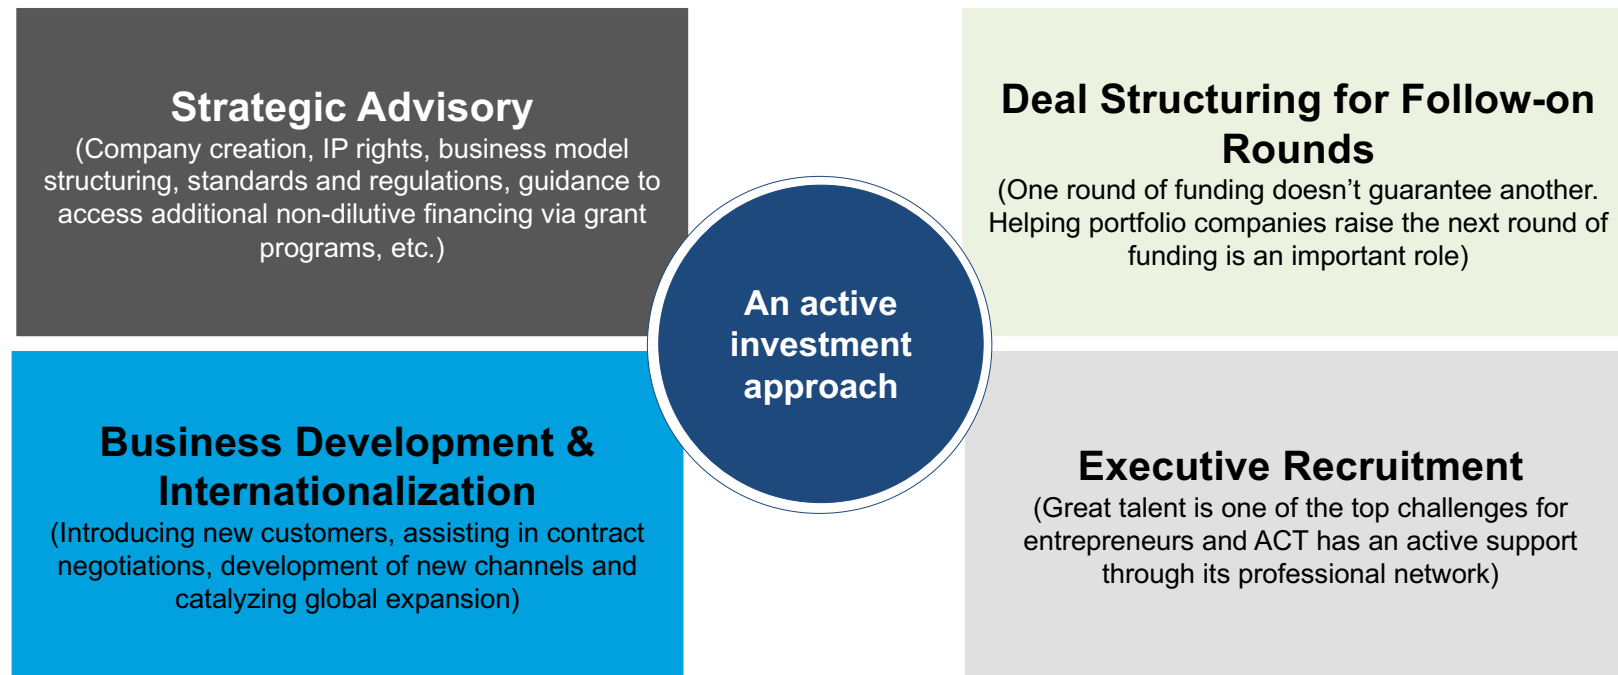 Strategic Advisory
(Company creation, IP rights, business model
structuring, standards and regulations, guidance to
access additional non-dilutive financing via grant
programs, etc.)
Deal Structuring for Follow-on
Rounds
(One round of funding doesn’t guarantee another.
Helping portfolio companies raise the next round of
funding is an important role)
An active
investment
approach
Business Development &
Internationalization
(Introducing new customers, assisting in contract
negotiations, development of new channels and
catalyzing global expansion)
Executive Recruitment
(Great talent is one of the top challenges for
entrepreneurs and ACT has an active support
through its professional network)